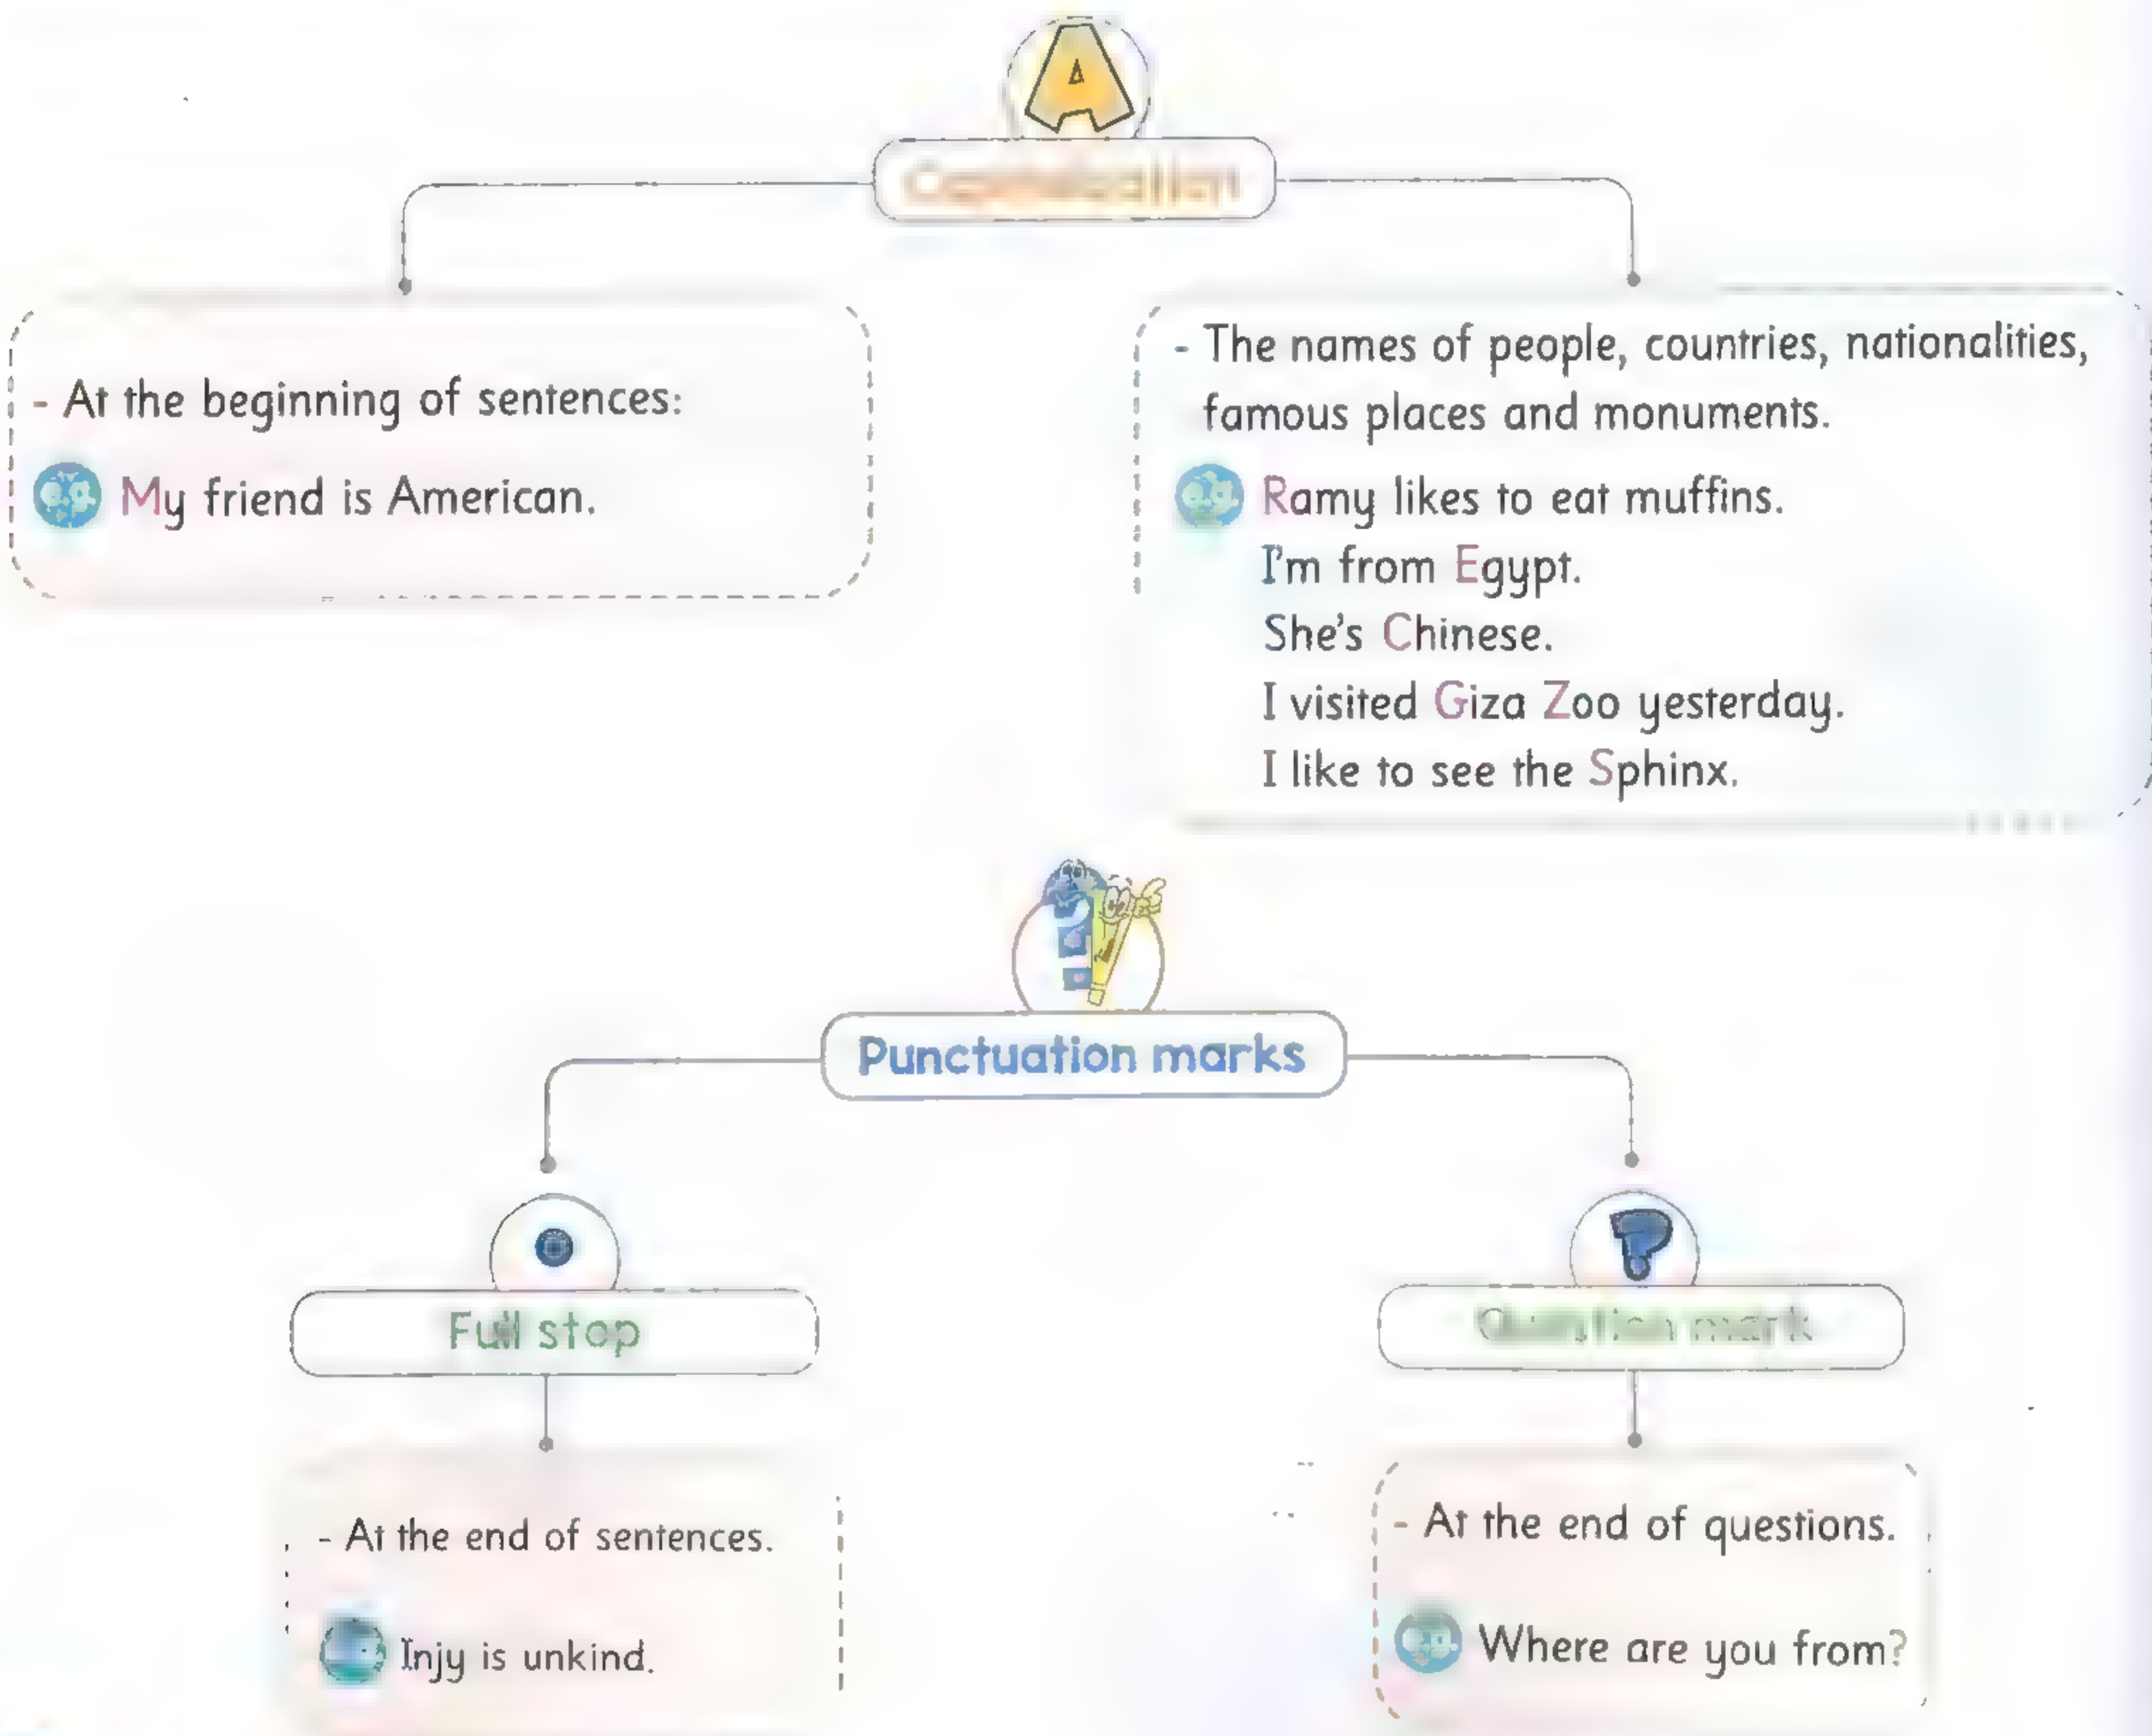 A
Capitalisation
- At the beginning of sentences:
e.g. My friend is American.
- The names of people, countries, nationalities,
famous places and monuments.
e.g. Ramy likes to eat muffins.
I'm from Egypt.
She's Chinese.
I visited Giza Zoo yesterday.
I like to see the Sphinx.
Punctuation marks
Full stop
?
Question mark
- At the end of sentences.
Injy is unkind.
- At the end of questions.
e.g. Where are you from?